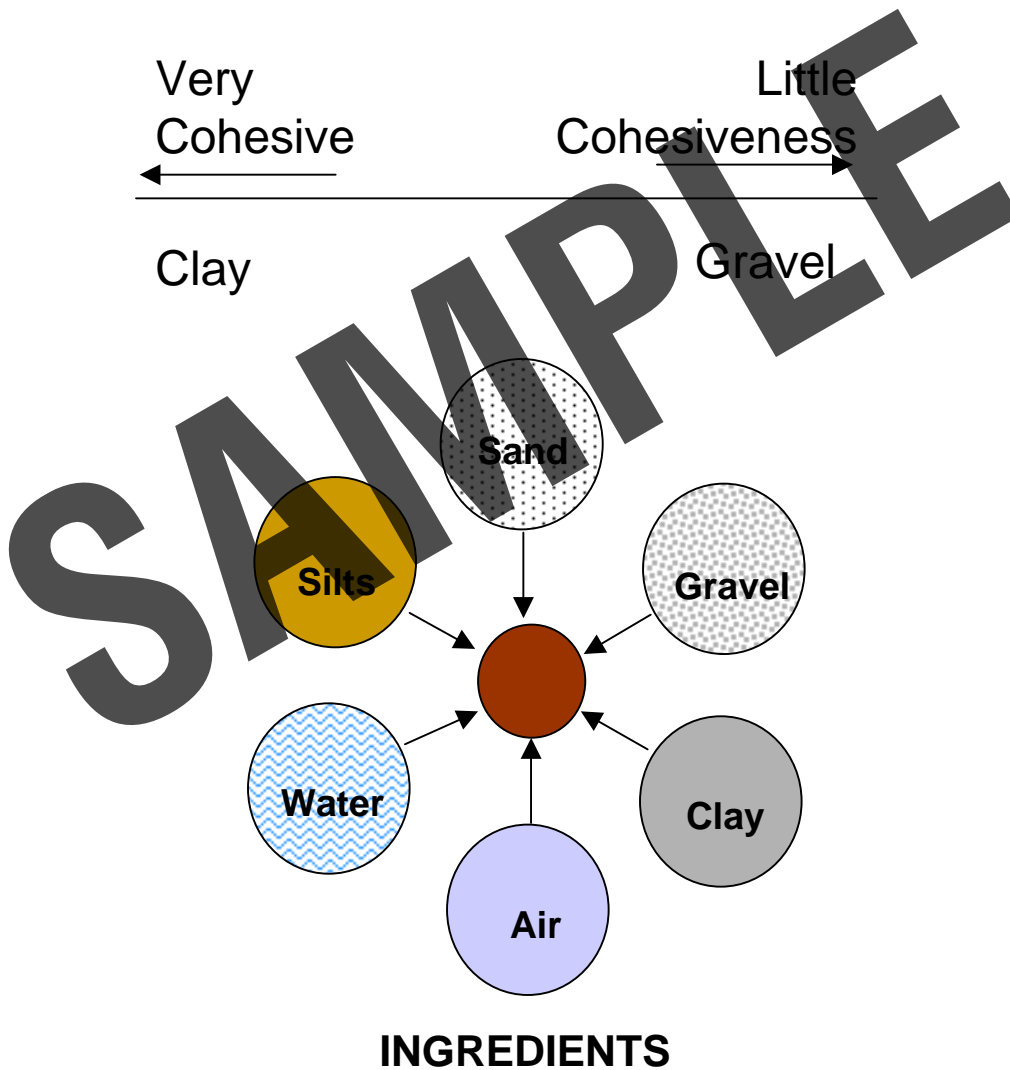 Very
Cohesive
Little
Cohesiveness
Clay
Gravel
SAMPLE
Sand
Silts
Gravel
Water
Clay
Air
INGREDIENTS